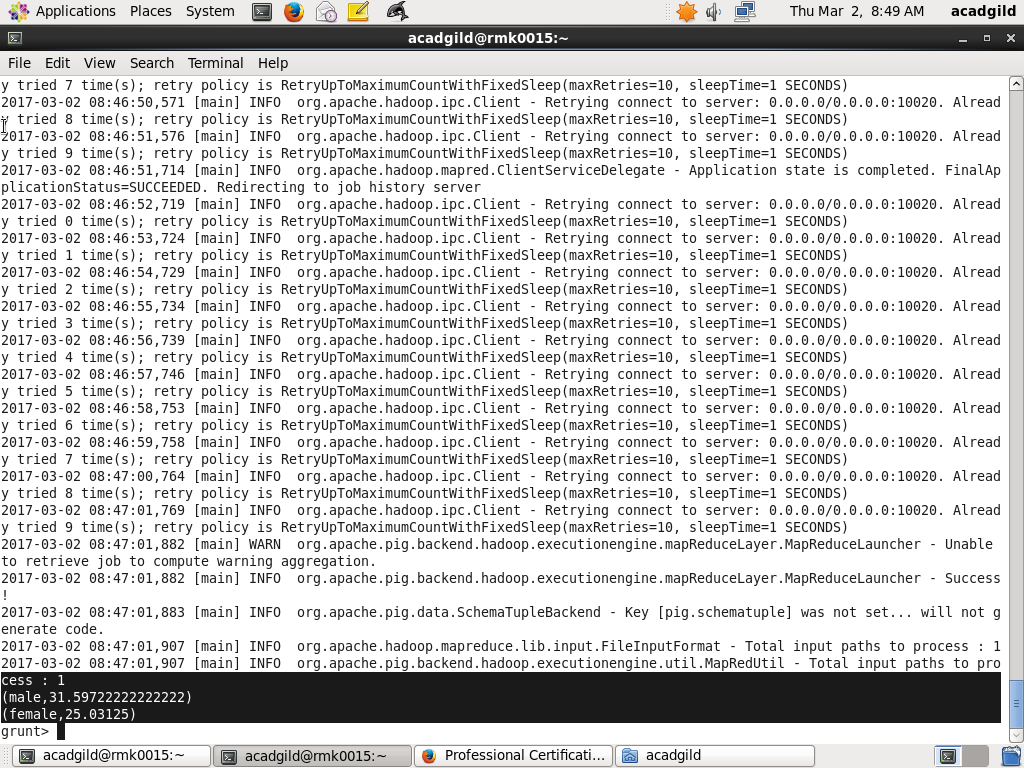 Applications Places System Thu Mar 2, 8:49 AM acadgild
acadgild@rmk0015:~
File Edit View Search Terminal Help
y tried 7 time(s); retry policy is RetryUpToMaximumCountWithFixedSleep(maxRetries=10, sleepTime=1 SECONDS)
2017-03-02 08:46:50,571 [main] INFO  org.apache.hadoop.ipc.Client - Retrying connect to server: 0.0.0.0/0.0.0.0:10020. Alread
y tried 8 time(s); retry policy is RetryUpToMaximumCountWithFixedSleep(maxRetries=10, sleepTime=1 SECONDS)
2017-03-02 08:46:51,576 [main] INFO  org.apache.hadoop.ipc.Client - Retrying connect to server: 0.0.0.0/0.0.0.0:10020. Alread
y tried 9 time(s); retry policy is RetryUpToMaximumCountWithFixedSleep(maxRetries=10, sleepTime=1 SECONDS)
2017-03-02 08:46:51,714 [main] INFO  org.apache.hadoop.mapred.ClientServiceDelegate - Application state is completed. FinalAp
plicationStatus=SUCCEEDED. Redirecting to job history server
2017-03-02 08:46:52,719 [main] INFO  org.apache.hadoop.ipc.Client - Retrying connect to server: 0.0.0.0/0.0.0.0:10020. Alread
y tried 0 time(s); retry policy is RetryUpToMaximumCountWithFixedSleep(maxRetries=10, sleepTime=1 SECONDS)
2017-03-02 08:46:53,724 [main] INFO  org.apache.hadoop.ipc.Client - Retrying connect to server: 0.0.0.0/0.0.0.0:10020. Alread
y tried 1 time(s); retry policy is RetryUpToMaximumCountWithFixedSleep(maxRetries=10, sleepTime=1 SECONDS)
2017-03-02 08:46:54,729 [main] INFO  org.apache.hadoop.ipc.Client - Retrying connect to server: 0.0.0.0/0.0.0.0:10020. Alread
y tried 2 time(s); retry policy is RetryUpToMaximumCountWithFixedSleep(maxRetries=10, sleepTime=1 SECONDS)
2017-03-02 08:46:55,734 [main] INFO  org.apache.hadoop.ipc.Client - Retrying connect to server: 0.0.0.0/0.0.0.0:10020. Alread
y tried 3 time(s); retry policy is RetryUpToMaximumCountWithFixedSleep(maxRetries=10, sleepTime=1 SECONDS)
2017-03-02 08:46:56,739 [main] INFO  org.apache.hadoop.ipc.Client - Retrying connect to server: 0.0.0.0/0.0.0.0:10020. Alread
y tried 4 time(s); retry policy is RetryUpToMaximumCountWithFixedSleep(maxRetries=10, sleepTime=1 SECONDS)
2017-03-02 08:46:57,746 [main] INFO  org.apache.hadoop.ipc.Client - Retrying connect to server: 0.0.0.0/0.0.0.0:10020. Alread
y tried 5 time(s); retry policy is RetryUpToMaximumCountWithFixedSleep(maxRetries=10, sleepTime=1 SECONDS)
2017-03-02 08:46:58,753 [main] INFO  org.apache.hadoop.ipc.Client - Retrying connect to server: 0.0.0.0/0.0.0.0:10020. Alread
y tried 6 time(s); retry policy is RetryUpToMaximumCountWithFixedSleep(maxRetries=10, sleepTime=1 SECONDS)
2017-03-02 08:46:59,758 [main] INFO  org.apache.hadoop.ipc.Client - Retrying connect to server: 0.0.0.0/0.0.0.0:10020. Alread
y tried 7 time(s); retry policy is RetryUpToMaximumCountWithFixedSleep(maxRetries=10, sleepTime=1 SECONDS)
2017-03-02 08:47:00,764 [main] INFO  org.apache.hadoop.ipc.Client - Retrying connect to server: 0.0.0.0/0.0.0.0:10020. Alread
y tried 8 time(s); retry policy is RetryUpToMaximumCountWithFixedSleep(maxRetries=10, sleepTime=1 SECONDS)
2017-03-02 08:47:01,769 [main] INFO  org.apache.hadoop.ipc.Client - Retrying connect to server: 0.0.0.0/0.0.0.0:10020. Alread
y tried 9 time(s); retry policy is RetryUpToMaximumCountWithFixedSleep(maxRetries=10, sleepTime=1 SECONDS)
2017-03-02 08:47:01,882 [main] WARN  org.apache.pig.backend.hadoop.executionengine.mapReduceLayer.MapReduceLauncher - Unable
to retrieve job to compute warning aggregation.
2017-03-02 08:47:01,882 [main] INFO  org.apache.pig.backend.hadoop.executionengine.mapReduceLayer.MapReduceLauncher - Success
!
2017-03-02 08:47:01,883 [main] INFO  org.apache.pig.data.SchemaTupleBackend - Key [pig.schematuple] was not set... will not g
enerate code.
2017-03-02 08:47:01,907 [main] INFO  org.apache.hadoop.mapreduce.lib.input.FileInputFormat - Total input paths to process : 1
2017-03-02 08:47:01,907 [main] INFO  org.apache.pig.backend.hadoop.executionengine.util.MapRedUtil - Total input paths to pro
cess : 1
(male,31.59722222222222)
(female,25.03125)
grunt>
acadgild@rmk0015:~ acadgild@rmk0015:~ Professional Certificati... acadgild